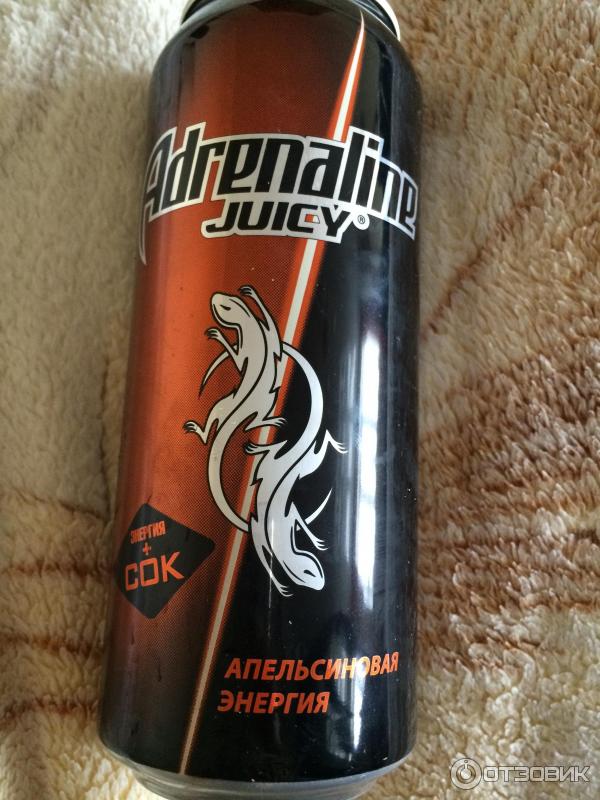 Adrenaline
JUICY®
ЭНЕРГИЯ
+
СОК
АПЕЛЬСИНОВАЯ
ЭНЕРГИЯ
ОТЗОВИК